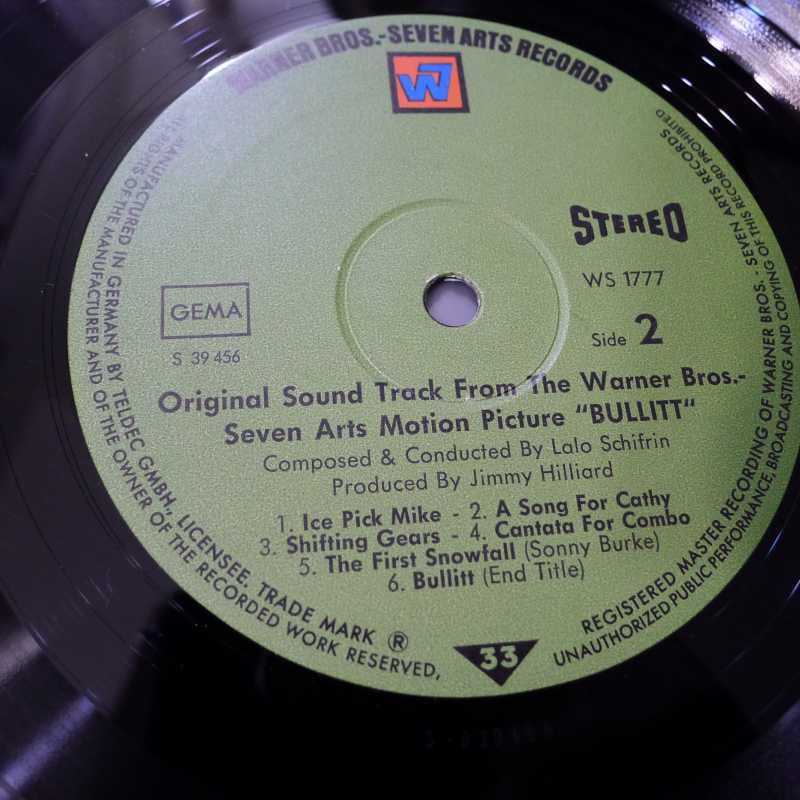 WARNER BROS.-SEVEN ARTS RECORDS
W7
STEREO
WS 1777
Side 2
GEMA
S 39 456
Original Sound Track From The Warner Bros.-
Seven Arts Motion Picture "BULLITT"
Composed & Conducted By Lalo Schifrin
Produced By Jimmy Hilliard
1. Ice Pick Mike - 2. A Song For Cathy
3. Shifting Gears - 4. Cantata For Combo
5. The First Snowfall (Sonny Burke)
6. Bullitt (End Title)
33
MANUFACTURED IN GERMANY BY TELDEC GMBH., LICENSEE. TRADE MARK ®
REGISTERED MASTER RECORDING OF WARNER BROS. - SEVEN ARTS RECORDS
OF THE MANUFACTURER AND OF THE OWNER OF THE RECORDED WORK RESERVED,
UNAUTHORIZED PUBLIC PERFORMANCE, BROADCASTING AND COPYING OF THIS RECORD PROHIBITED